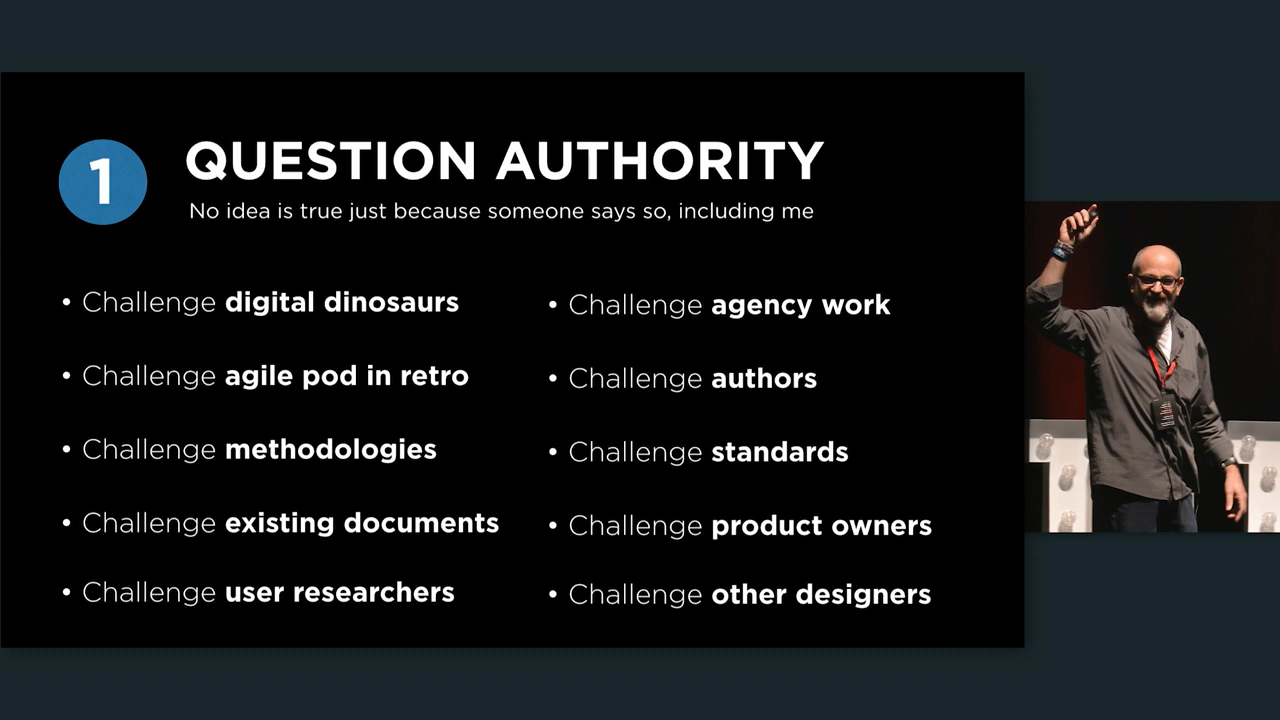 1
QUESTION AUTHORITY
No idea is true just because someone says so, including me
• Challenge digital dinosaurs
• Challenge agile pod in retro
• Challenge methodologies
• Challenge existing documents
• Challenge user researchers
• Challenge agency work
• Challenge authors
• Challenge standards
• Challenge product owners
• Challenge other designers